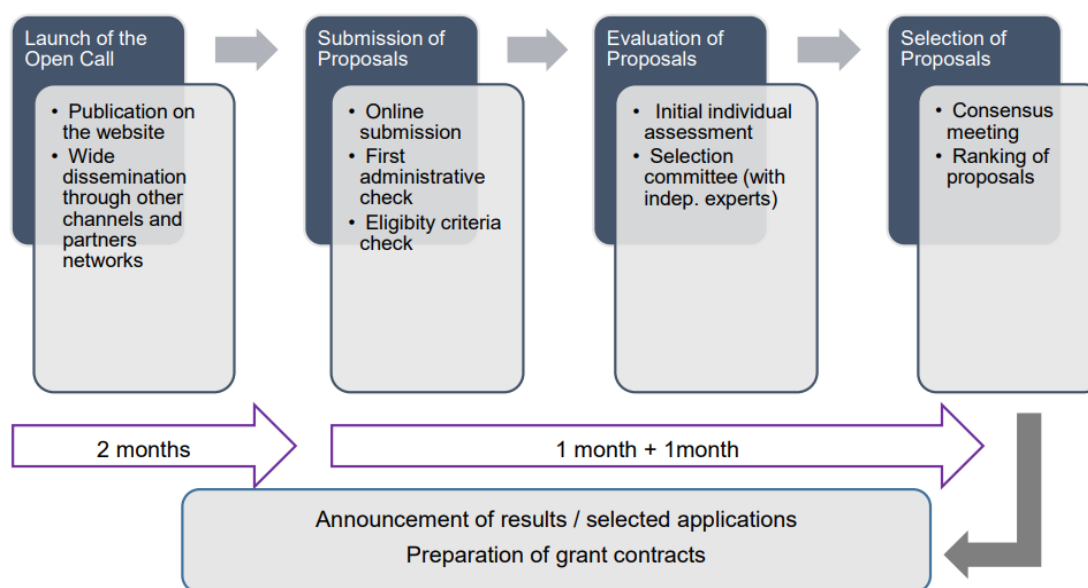 Launch of the
Open Call
• Publication on
the website
• Wide
dissemination
through other
channels and
partners
networks
Submission of
Proposals
• Online
submission
• First
administrative
check
• Eligibity criteria
check
Evaluation of
Proposals
• Initial individual
assessment
• Selection
committee (with
indep. experts)
Selection of
Proposals
• Consensus
meeting
• Ranking of
proposals
2 months
1 month + 1month
Announcement of results / selected applications
Preparation of grant contracts